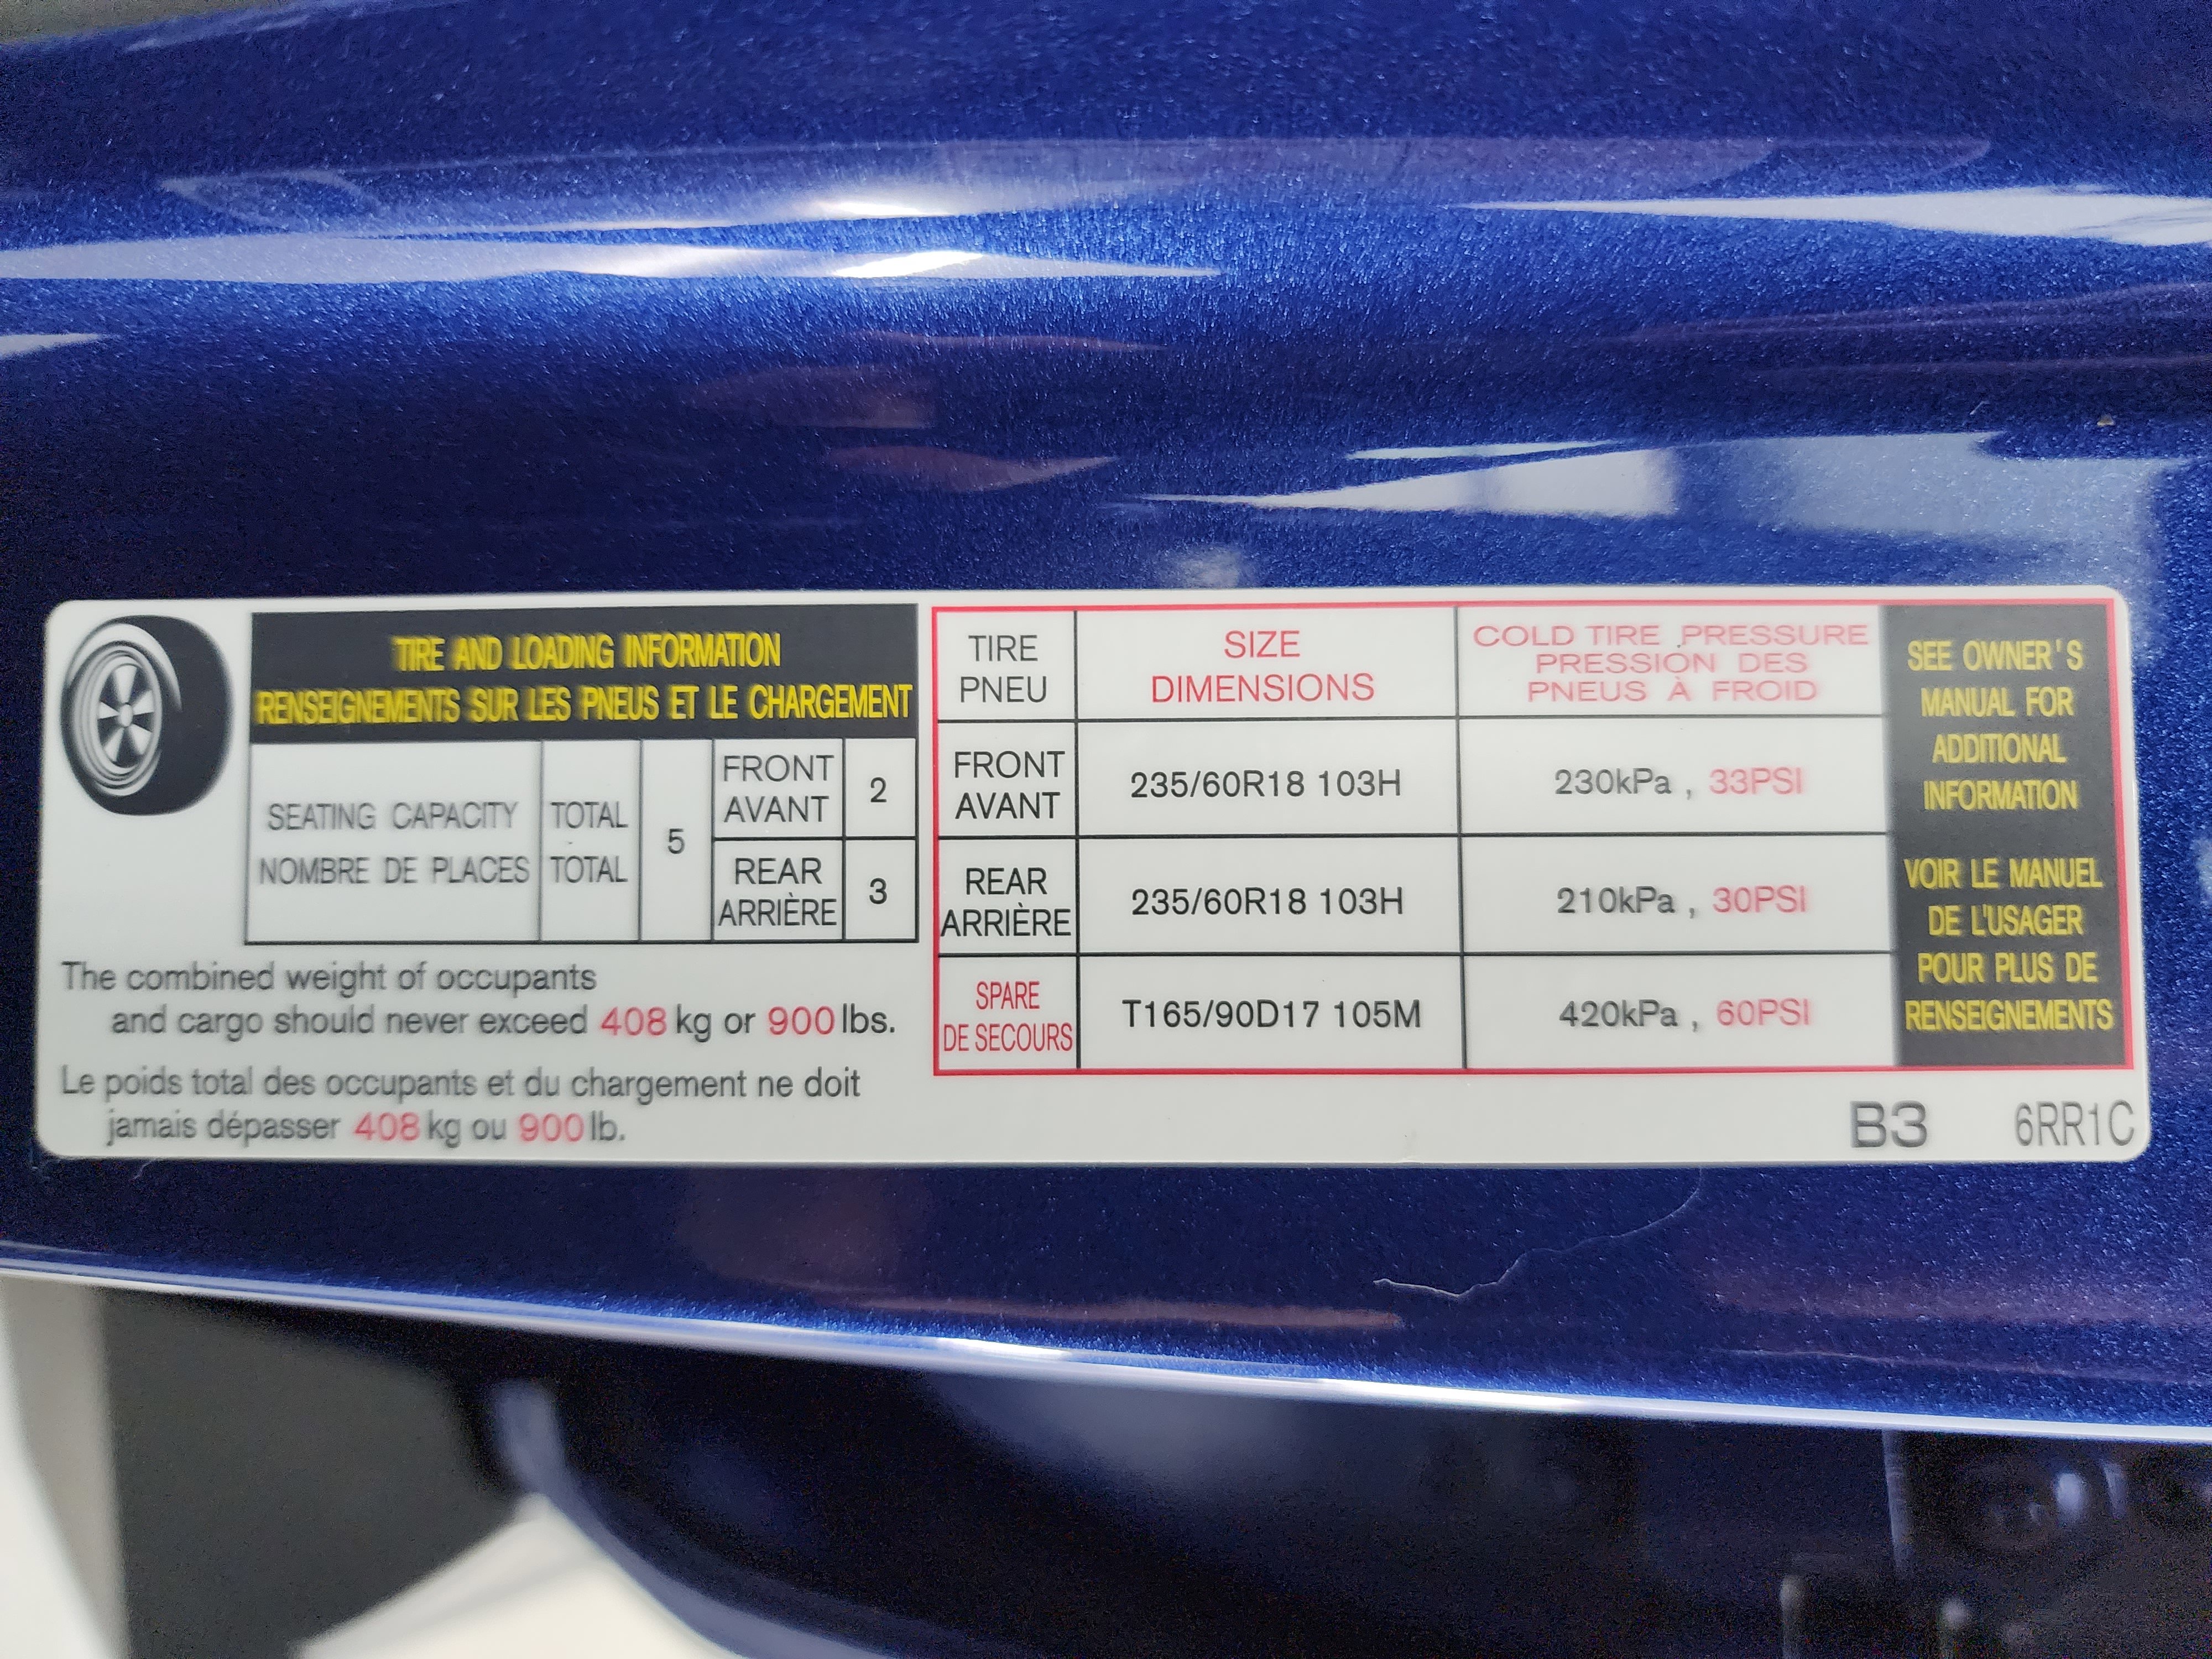 TIRE AND LOADING INFORMATION
RENSEIGNEMENTS SUR LES PNEUS ET LE CHARGEMENT
SEATING CAPACITY
NOMBRE DE PLACES
TOTAL
TOTAL
5
FRONT
AVANT
2
REAR
ARRIÈRE
3
The combined weight of occupants
and cargo should never exceed 408 kg or 900 lbs.
Le poids total des occupants et du chargement ne doit
jamais dépasser 408 kg ou 900 lb.
TIRE
PNEU
SIZE
DIMENSIONS
COLD TIRE PRESSURE
PRESSION DES
PNEUS À FROID
FRONT
AVANT
235/60R18 103H
230kPa , 33PSI
REAR
ARRIÈRE
235/60R18 103H
210kPa , 30PSI
SPARE
DE SECOURS
T165/90D17 105M
420kPa , 60PSI
SEE OWNER'S
MANUAL FOR
ADDITIONAL
INFORMATION
VOIR LE MANUEL
DE L'USAGER
POUR PLUS DE
RENSEIGNEMENTS
B3 6RR1C